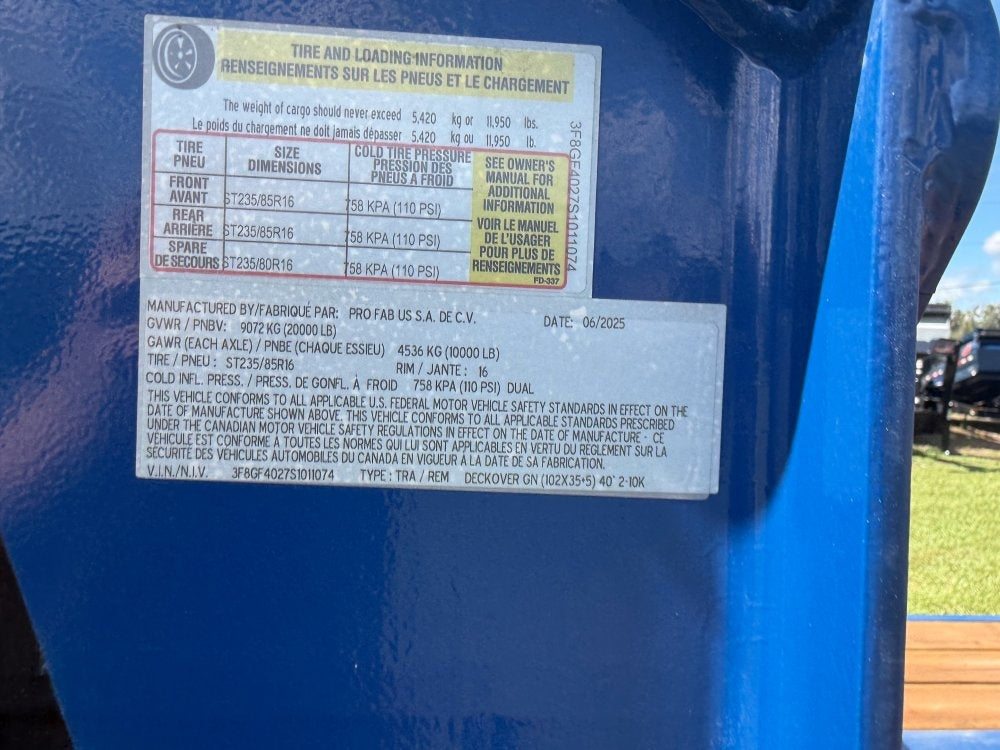 TIRE AND LOADING INFORMATION
RENSEIGNEMENTS SUR LES PNEUS ET LE CHARGEMENT
The weight of cargo should never exceed 5,420 kg or 11,950 lbs.
Le poids du chargement ne doit jamais dépasser 5,420 kg ou 11,950 lb.
TIRE
PNEU
SIZE
DIMENSIONS
COLD TIRE PRESSURE
PRESSION DES
PNEUS A FROID
FRONT
AVANT
ST235/85R16
758 KPA (110 PSI)
REAR
ARRIÈRE
ST235/85R16
758 KPA (110 PSI)
SPARE
DE SECOURS
ST235/80R16
758 KPA (110 PSI)
SEE OWNER'S
MANUAL FOR
ADDITIONAL
INFORMATION
VOIR LE MANUEL
DE L'USAGER
POUR PLUS DE
RENSEIGNEMENTS
FD-337
3F8GF4027S1011074
MANUFACTURED BY/FABRIQUÉ PAR: PRO FAB US S.A. DE C.V. DATE: 06/2025
GVWR / PNBV: 9072 KG (20000 LB)
GAWR (EACH AXLE) / PNBE (CHAQUE ESSIEU) 4536 KG (10000 LB)
TIRE / PNEU : ST235/85R16 RIM / JANTE : 16
COLD INFL. PRESS. / PRESS. DE GONFL. À FROID 758 KPA (110 PSI) DUAL
THIS VEHICLE CONFORMS TO ALL APPLICABLE U.S. FEDERAL MOTOR VEHICLE SAFETY STANDARDS IN EFFECT ON THE
DATE OF MANUFACTURE SHOWN ABOVE. THIS VEHICLE CONFORMS TO ALL APPLICABLE STANDARDS PRESCRIBED
UNDER THE CANADIAN MOTOR VEHICLE SAFETY REGULATIONS IN EFFECT ON THE DATE OF MANUFACTURE - CE
VÉHICULE EST CONFORME À TOUTES LES NORMES QUI LUI SONT APPLICABLES EN VERTU DU RÈGLEMENT SUR LA
SÉCURITÉ DES VÉHICULES AUTOMOBILES DU CANADA EN VIGUEUR À LA DATE DE SA FABRICATION.
V.I.N./N.I.V. 3F8GF4027S1011074 TYPE : TRA / REM DECKOVER GN (102X35+5) 40' 2-10K